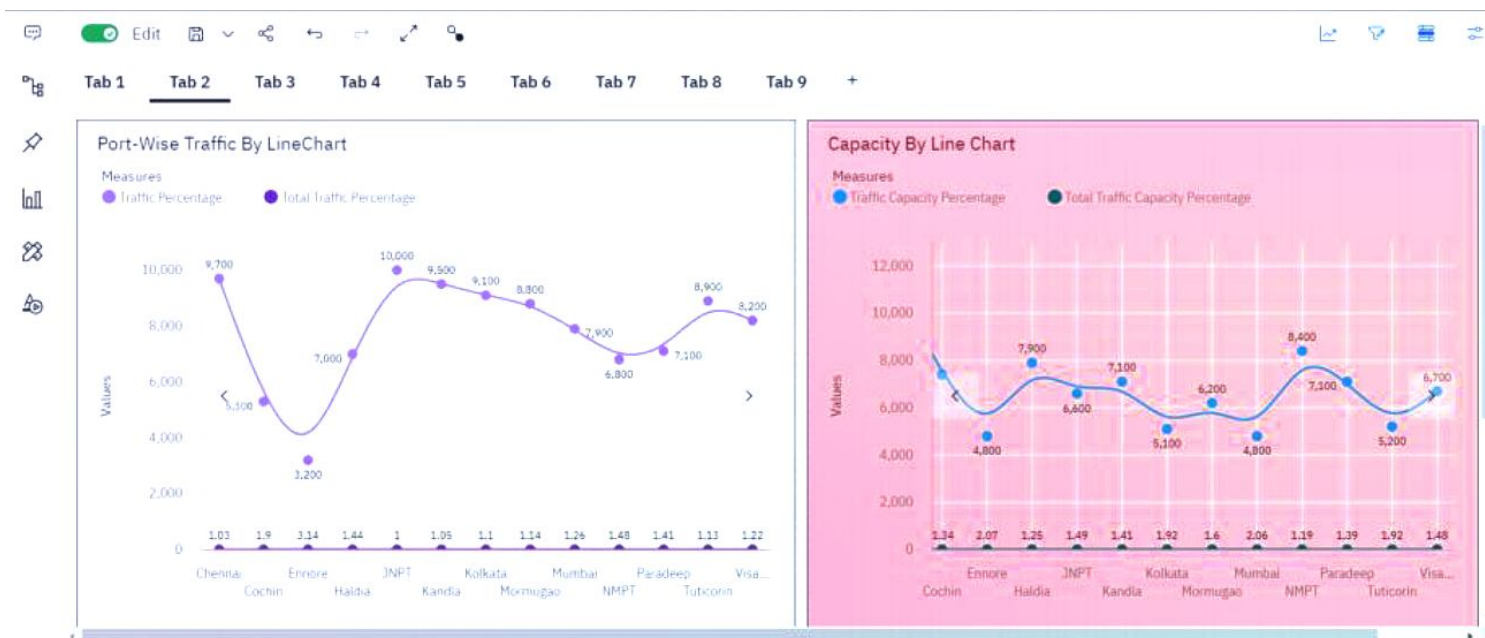 Edit
Tab 1 Tab 2 Tab 3 Tab 4 Tab 5 Tab 6 Tab 7 Tab 8 Tab 9 +
Port-Wise Traffic By LineChart
Measures
Traffic Percentage Total Traffic Percentage
10,000
8,000
6,000
4,000
2,000
0
Values
9,700
5,300
3,200
7,000
10,000
9,500
9,100
8,800
7,900
6,800
7,100
8,900
8,200
1.03 1.9 3.14 1.44 1 1.05 1.1 1.14 1.26 1.48 1.41 1.13 1.22
Chennai Ennore JNPT Kolkata Mumbai Paradeep Visa...
Cochin Haldia Kandla Mormugao NMPT Tuticorin
Capacity By Line Chart
Measures
Traffic Capacity Percentage Total Traffic Capacity Percentage
12,000
10,000
8,000
6,000
4,000
2,000
0
Values
4,800
7,900
6,600
7,100
5,100
6,200
4,800
8,400
7,100
5,200
6,700
1.34 2.07 1.25 1.49 1.41 1.92 1.6 2.06 1.19 1.39 1.92 1.48
Ennore JNPT Kolkata Mumbai Paradeep Visa...
Cochin Haldia Kandla Mormugao NMPT Tuticorin